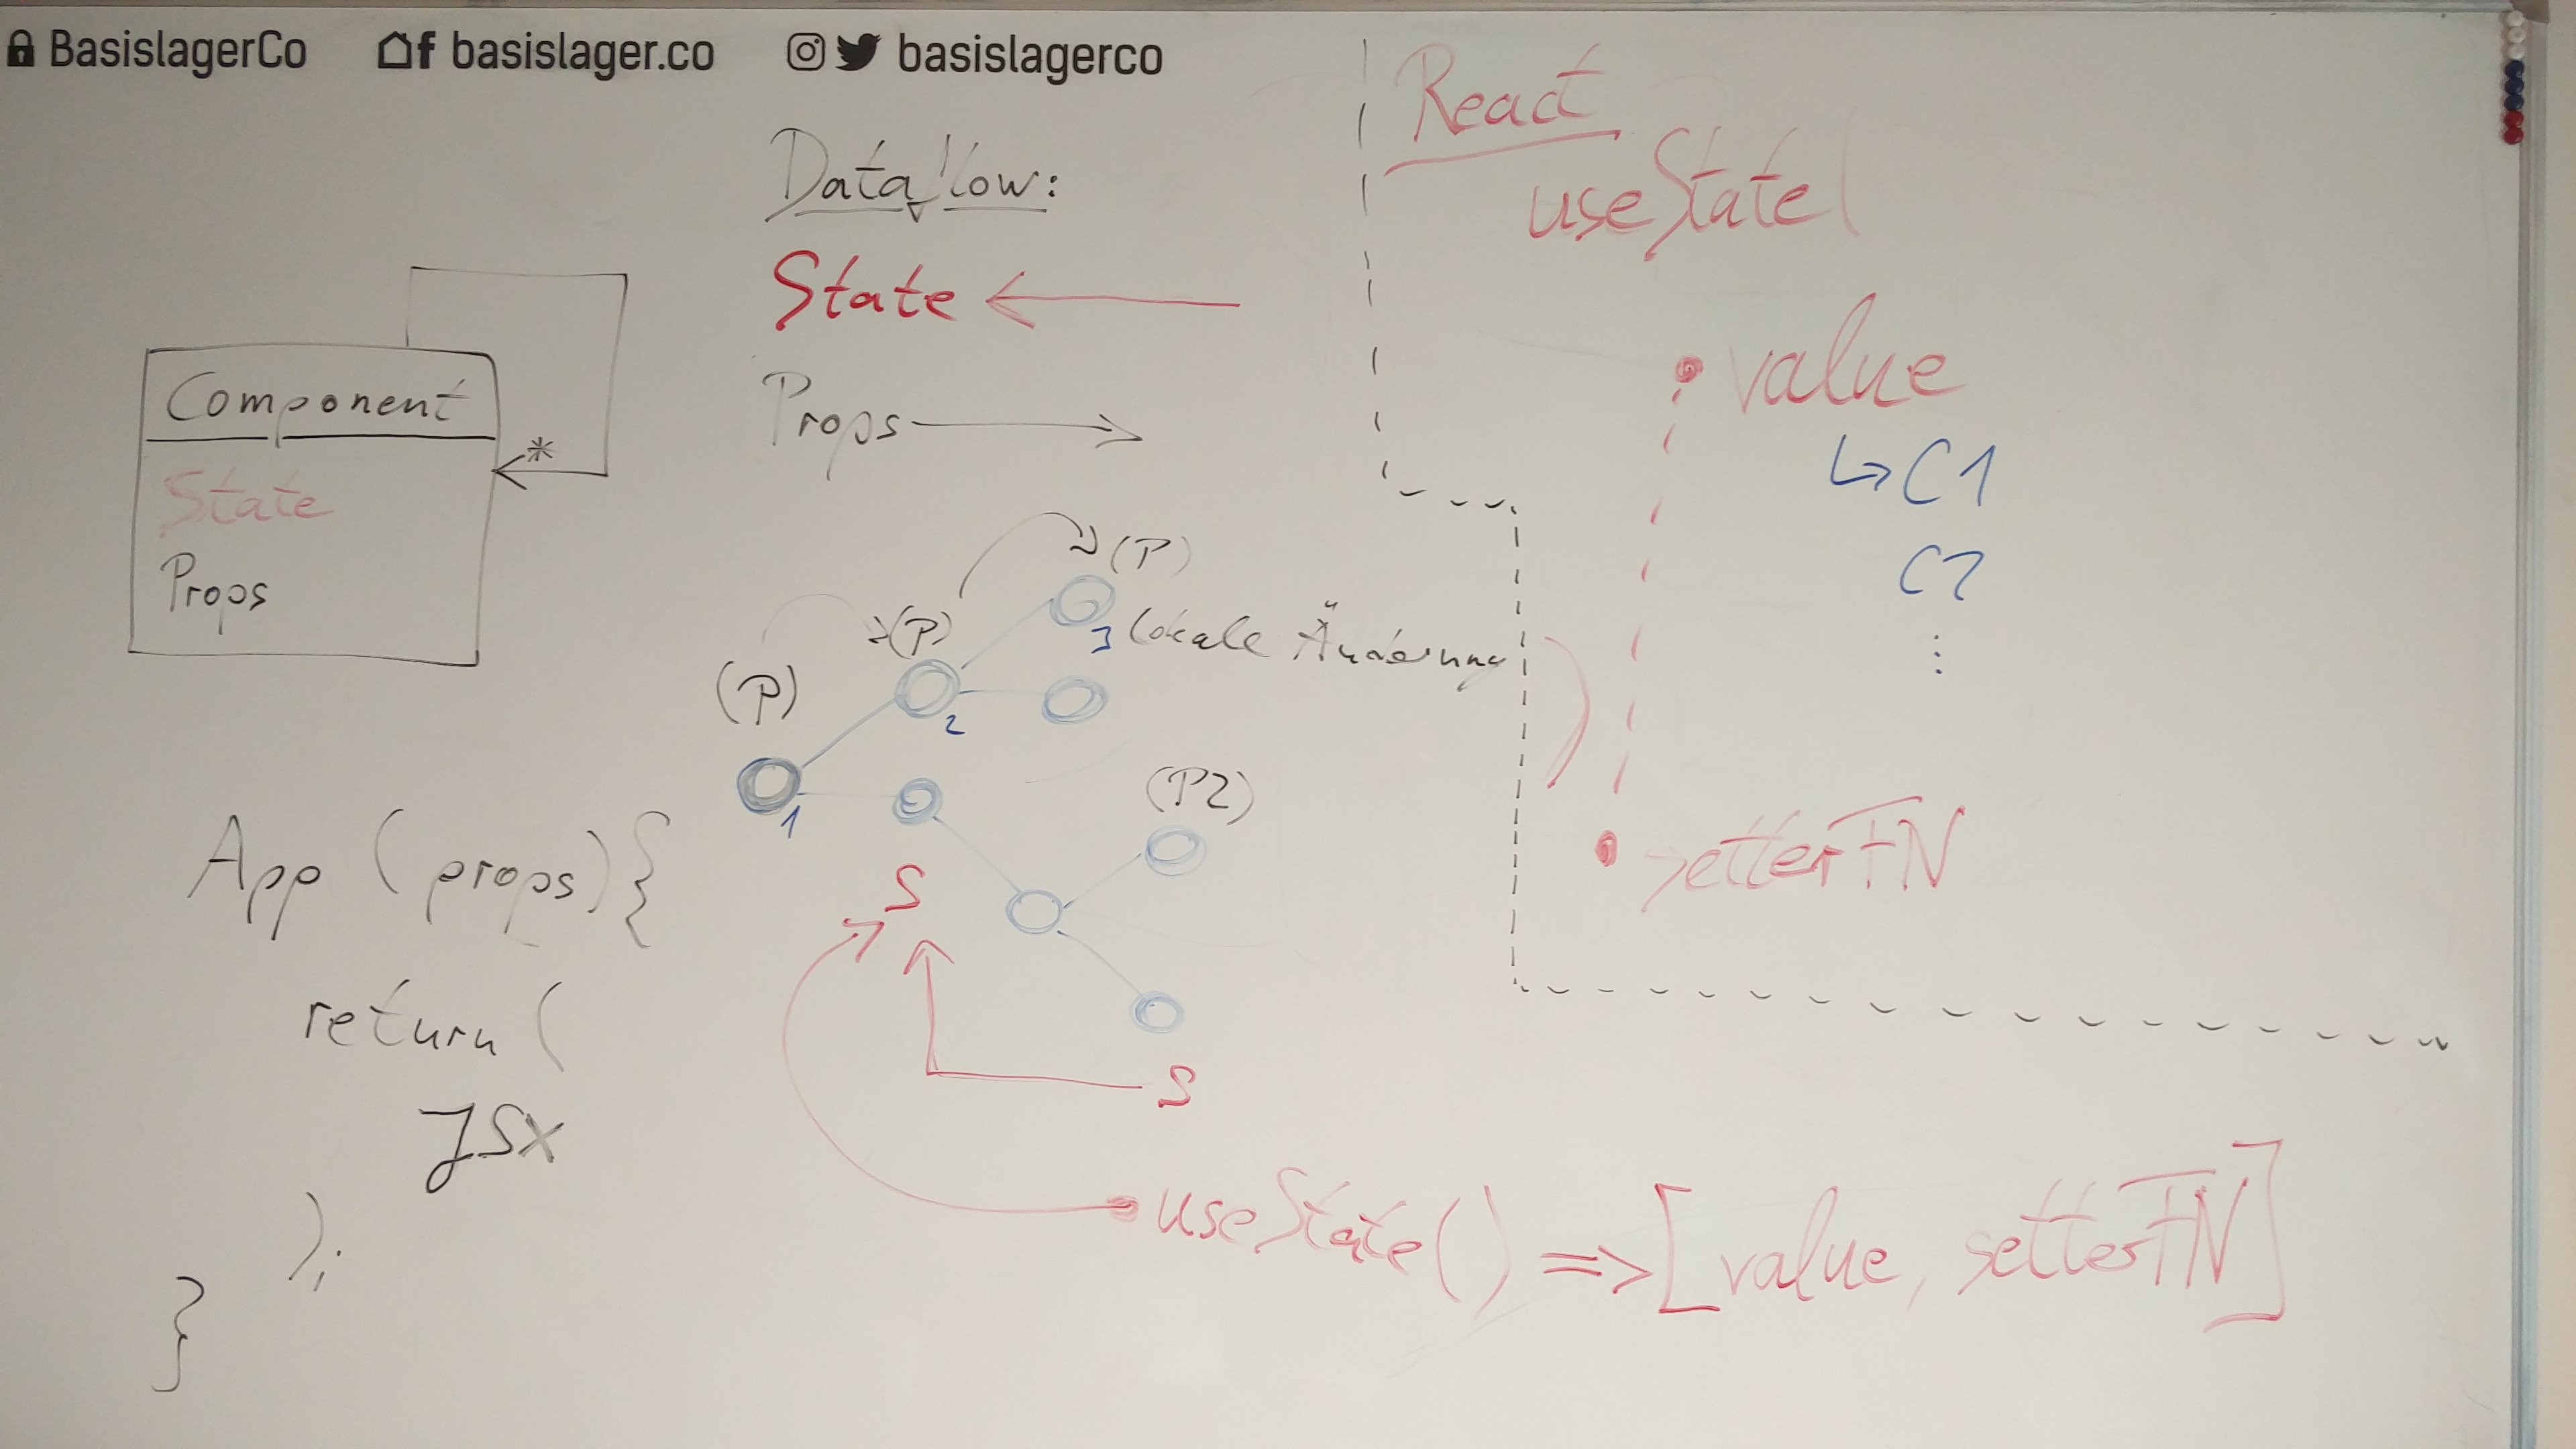 BasislagerCo basislager.co basislagerco
Dataflow:
State
Props
Component
*
State
Props
(P)
(P)
(P)
1
2
3 lokale Änderung
(P2)
S
S
App (props) {
return (
JSX
);
}
React
useState(
value
C1
C2
⋮
setterFN
useState() => [value, setterFN]